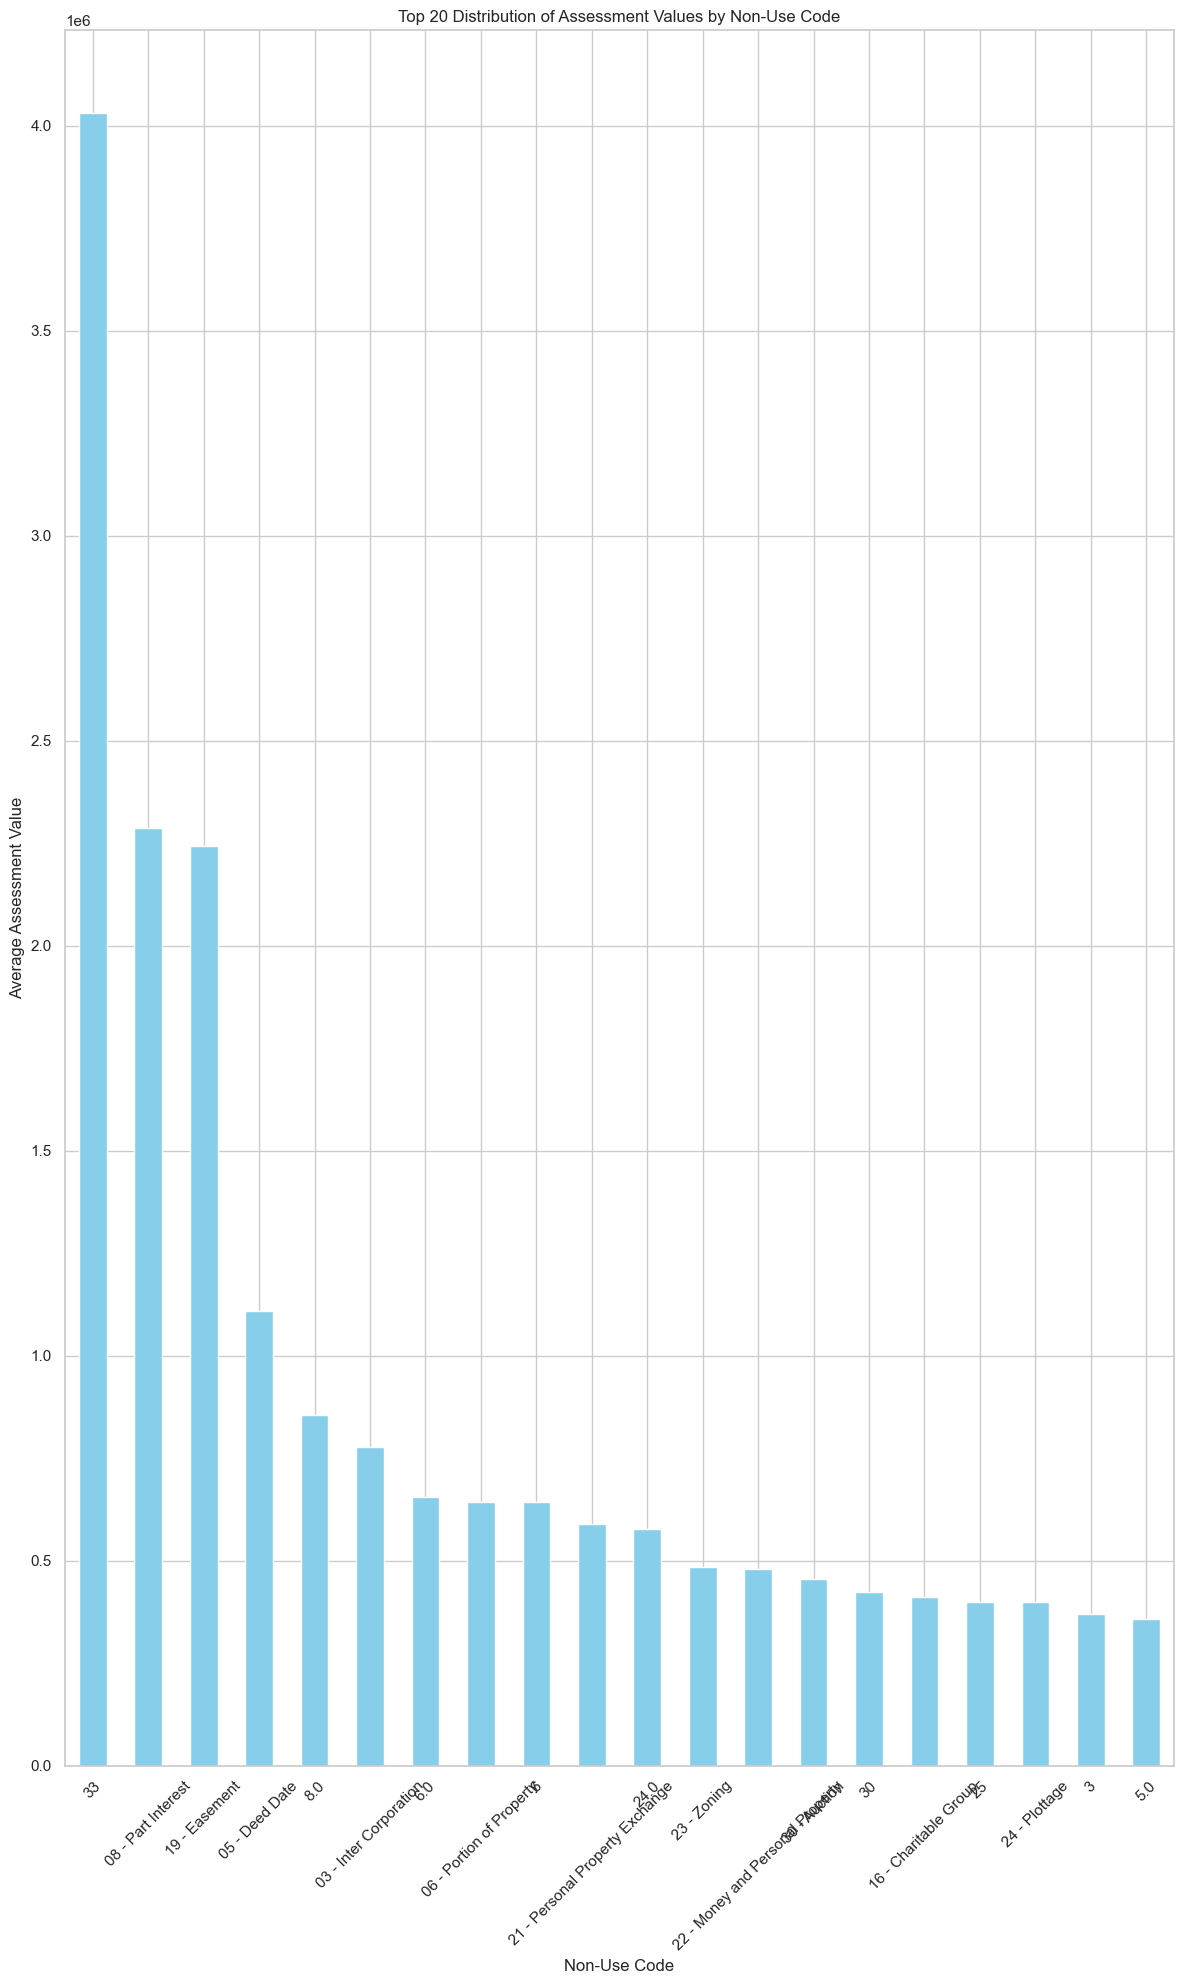 Top 20 Distribution of Assessment Values by Non-Use Code
1e6
4.0
3.5
3.0
2.5
2.0
1.5
1.0
0.5
0.0
Average Assessment Value
33
08 - Part Interest
19 - Easement
05 - Deed Date
8.0
03 - Inter Corporation
6.0
06 - Portion of Property
6
21 - Personal Property Exchange
24.0
23 - Zoning
22 - Money and Personal Property
30 - Auction
30
16 - Charitable Group
25
24 - Plottage
3
5.0
Non-Use Code